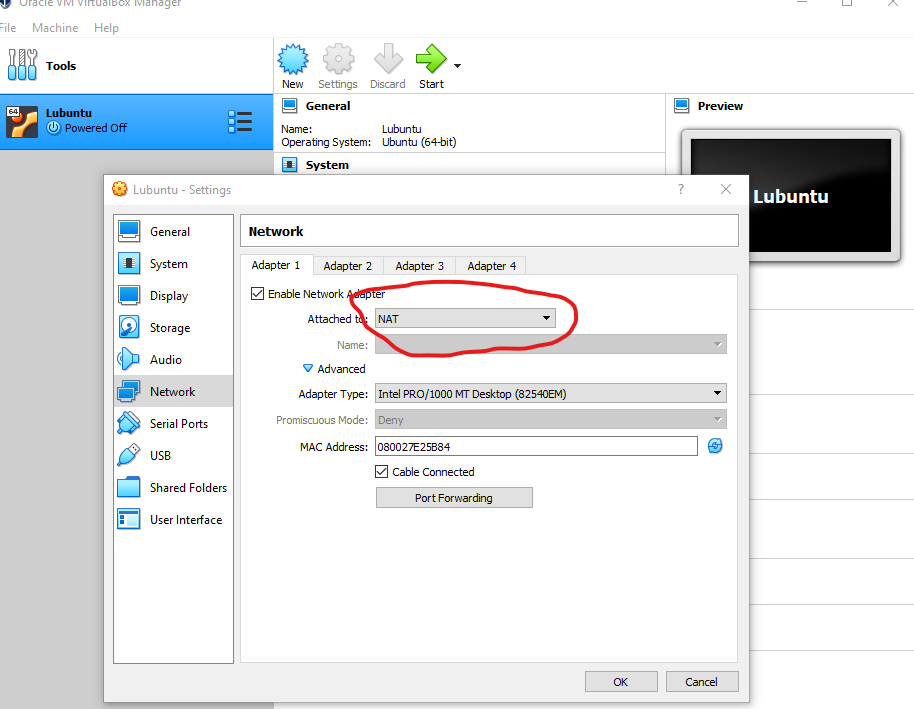 Oracle VM VirtualBox Manager
File Machine Help
Tools
New Settings Discard Start
64
Lubuntu
Powered Off
General
Name: Lubuntu
Operating System: Ubuntu (64-bit)
System
Preview
Lubuntu
Lubuntu - Settings ?
General
System
Display
Storage
Audio
Network
Serial Ports
USB
Shared Folders
User Interface
Network
Adapter 1 Adapter 2 Adapter 3 Adapter 4
Enable Network Adapter
Attached to: NAT
Name:
Advanced
Adapter Type: Intel PRO/1000 MT Desktop (82540EM)
Promiscuous Mode: Deny
MAC Address: 080027E25B84
Cable Connected
Port Forwarding
OK Cancel